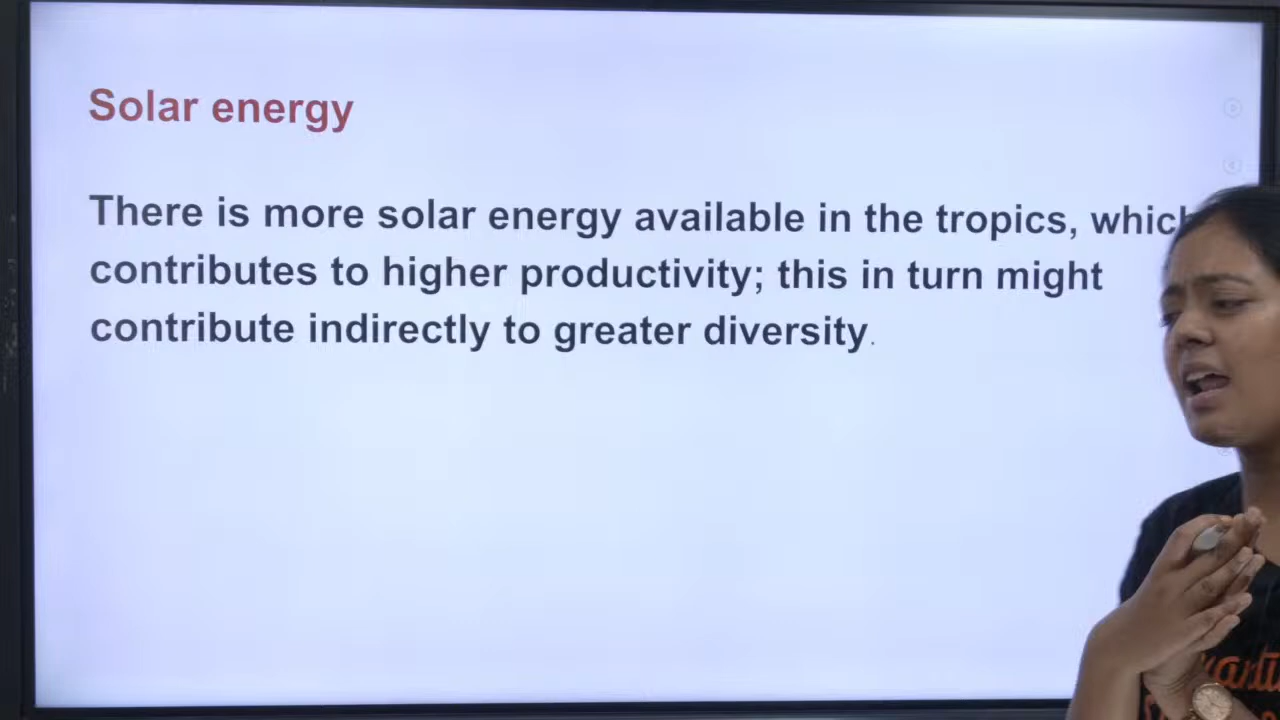 Solar energy
There is more solar energy available in the tropics, which
contributes to higher productivity; this in turn might
contribute indirectly to greater diversity.